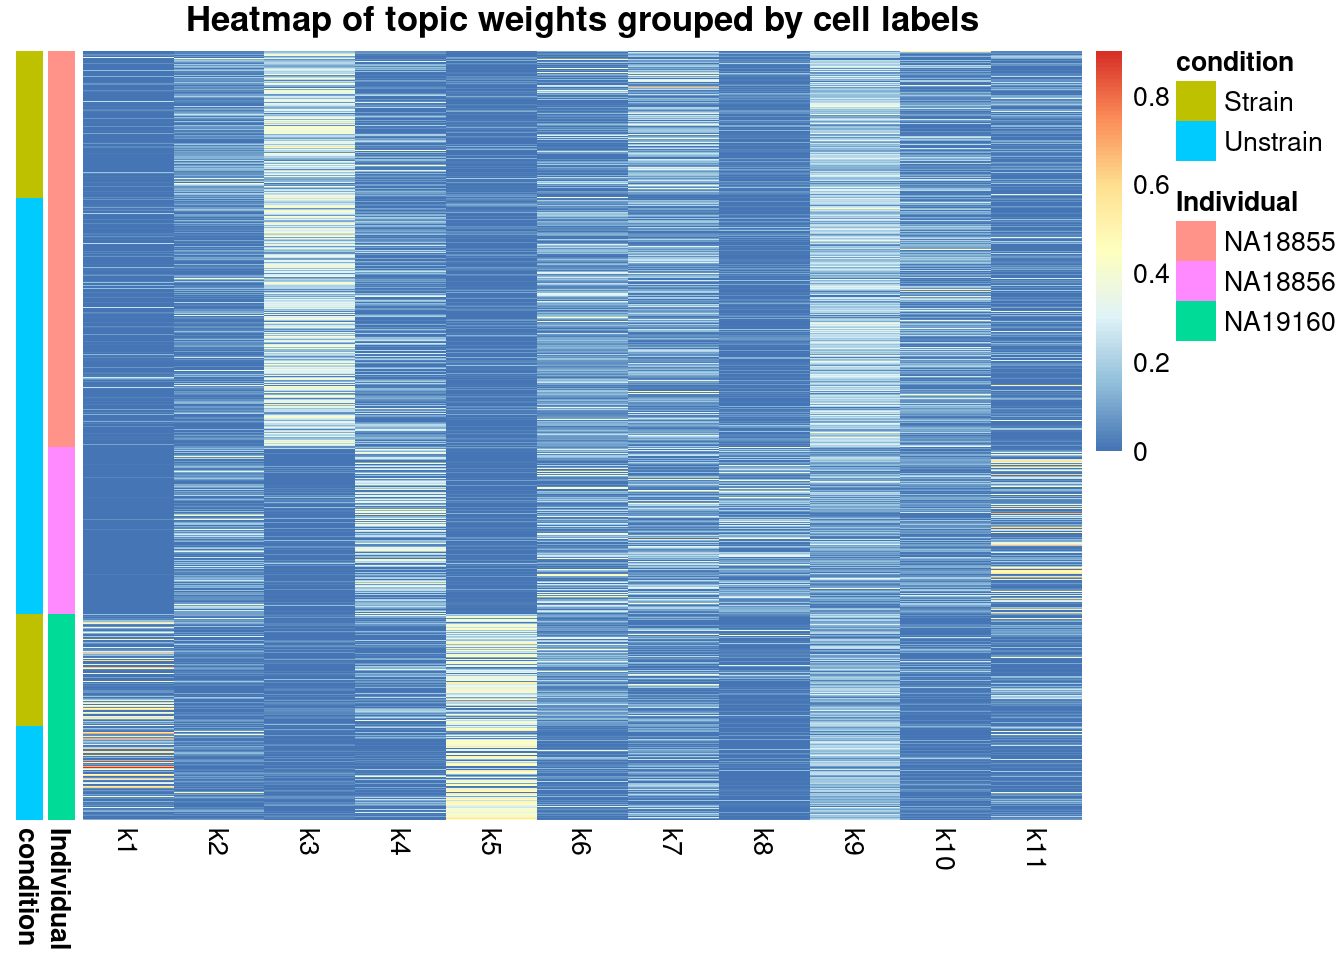 Heatmap of topic weights grouped by cell labels
0.8
0.6
0.4
0.2
0
condition
Strain
Unstrain
Individual
NA18855
NA18856
NA19160
condition
Individual
k1
k2
k3
k4
k5
k6
k7
k8
k9
k10
k11